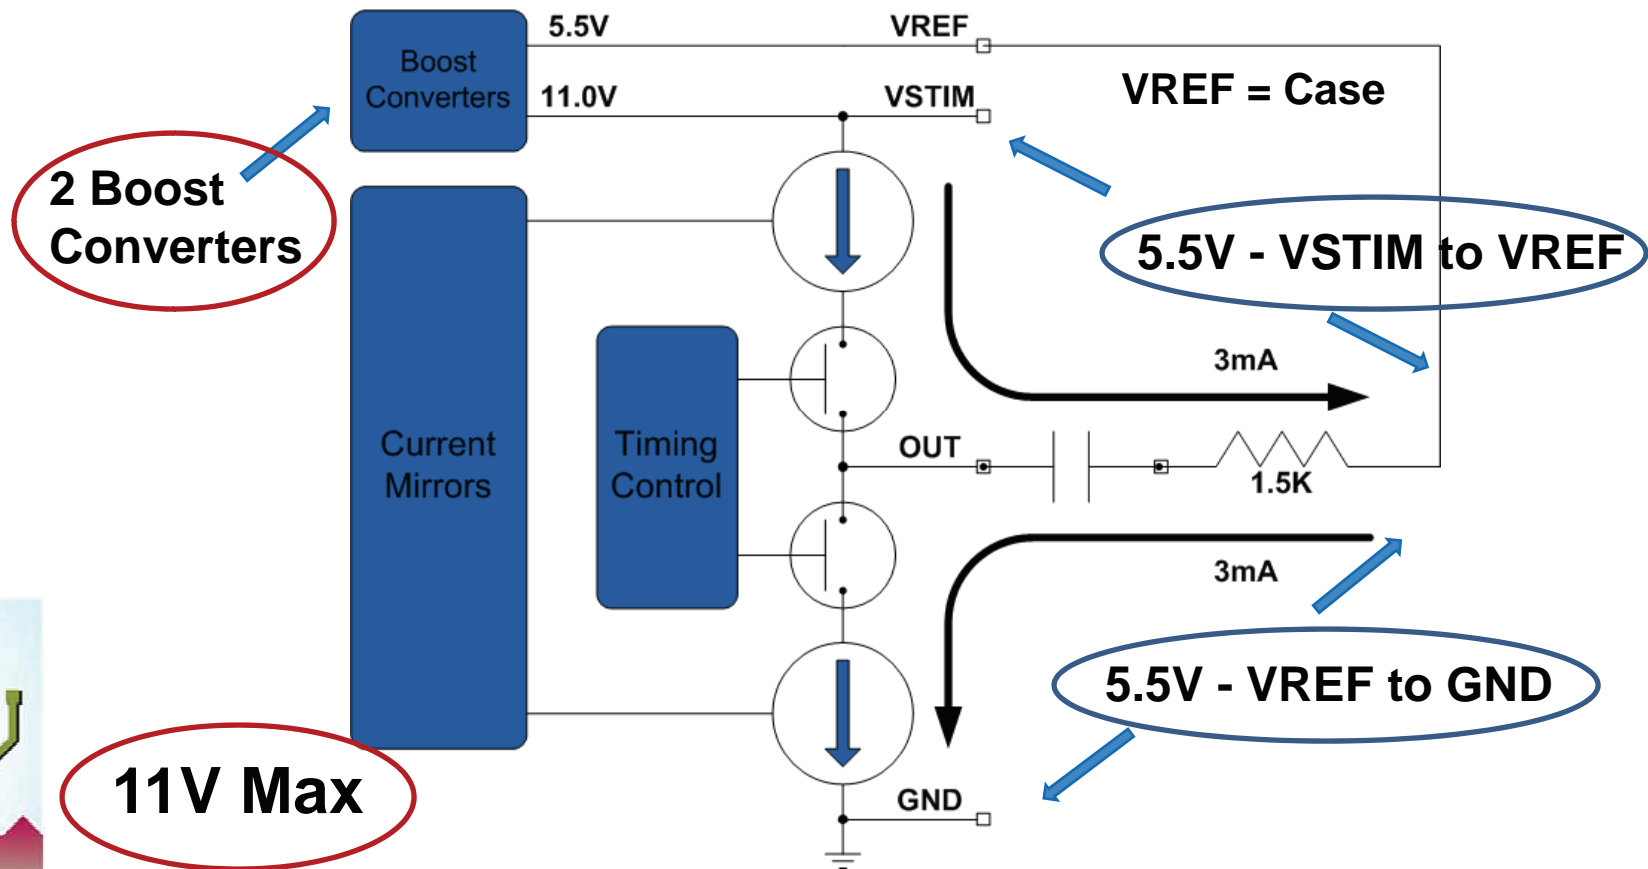 5.5V
VREF
Boost
Converters
11.0V
VSTIM
VREF = Case
2 Boost
Converters
5.5V - VSTIM to VREF
3mA
Current
Mirrors
Timing
Control
OUT
1.5K
3mA
5.5V - VREF to GND
11V Max
GND